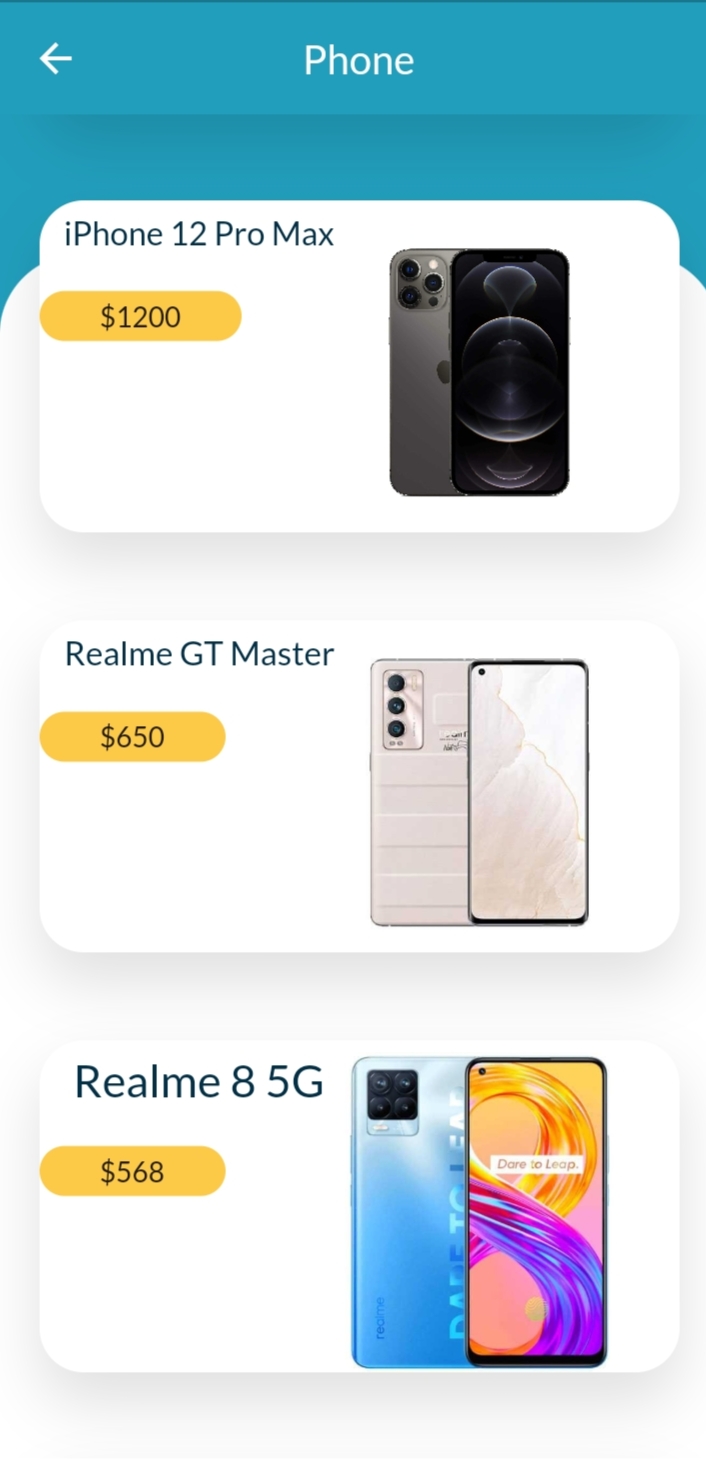 Phone
iPhone 12 Pro Max
$1200
Realme GT Master
$650
Realme 8 5G
$568
Dare to Leap.
DARE TO LEAP
realme